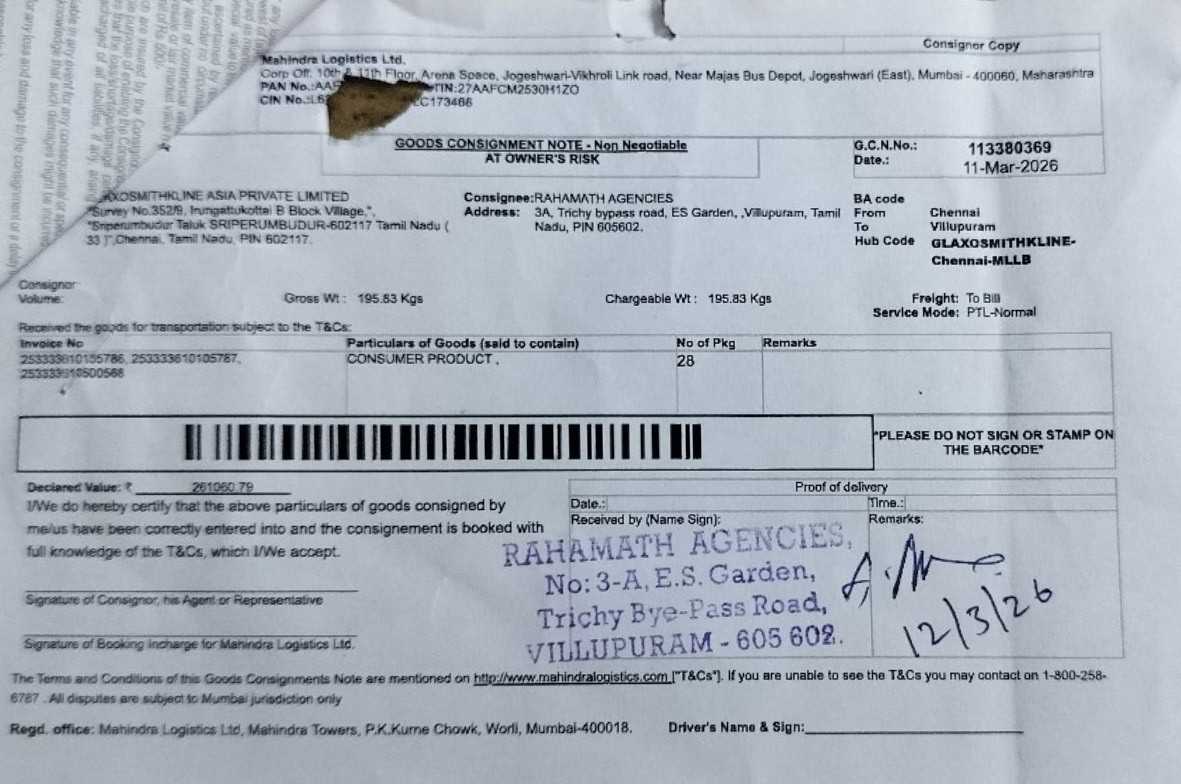 Consignor Copy
Mahindra Logistics Ltd.
Corp Off: 10th & 11th Floor, Arena Space, Jogeshwari-Vikhroli Link road, Near Majas Bus Depot, Jogeshwari (East), Mumbai - 400060, Maharashtra
PAN No.:AAF TIN:27AAFCM2530H1ZO
CIN No.:L6 LC173466
GOODS CONSIGNMENT NOTE - Non Negotiable
AT OWNER'S RISK
G.C.N.No.: 113380369
Date.: 11-Mar-2026
AXOSMITHKLINE ASIA PRIVATE LIMITED
"Survey No.352/9, Irungattukottai B Block Village,",
"Sriperumbudur Taluk SRIPERUMBUDUR-602117 Tamil Nadu (
33 )",Chennai, Tamil Nadu, PIN 602117.
Consignee:RAHAMATH AGENCIES
Address: 3A, Trichy bypass road, ES Garden, ,Villupuram, Tamil
Nadu, PIN 605602.
BA code
From Chennai
To Villupuram
Hub Code GLAXOSMITHKLINE-
Chennai-MLLB
Consignor
Volume: Gross Wt : 195.83 Kgs Chargeable Wt : 195.83 Kgs Freight: To Bill
Service Mode: PTL-Normal
Received the goods for transportation subject to the T&Cs:
Invoice No Particulars of Goods (said to contain) No of Pkg Remarks
253333610105786, 253333610105787, CONSUMER PRODUCT , 28
253333610500568
"PLEASE DO NOT SIGN OR STAMP ON
THE BARCODE"
Declared Value: ₹ 261060.79
I/We do hereby certify that the above particulars of goods consigned by
me/us have been correctly entered into and the consignement is booked with
full knowledge of the T&Cs, which I/We accept.
Signature of Consignor, his Agent or Representative
Signature of Booking Incharge for Mahindra Logistics Ltd.
Proof of delivery
Date.: Time.:
Received by (Name Sign): Remarks:
RAHAMATH AGENCIES,
No: 3-A, E.S. Garden,
Trichy Bye-Pass Road,
VILLUPURAM - 605 602.
12/3/26
The Terms and Conditions of this Goods Consignments Note are mentioned on http://www.mahindralogistics.com ["T&Cs"]. If you are unable to see the T&Cs you may contact on 1-800-258-
6787 . All disputes are subject to Mumbai jurisdiction only
Regd. office: Mahindra Logistics Ltd, Mahindra Towers, P.K.Kurne Chowk, Worli, Mumbai-400018. Driver's Name & Sign: